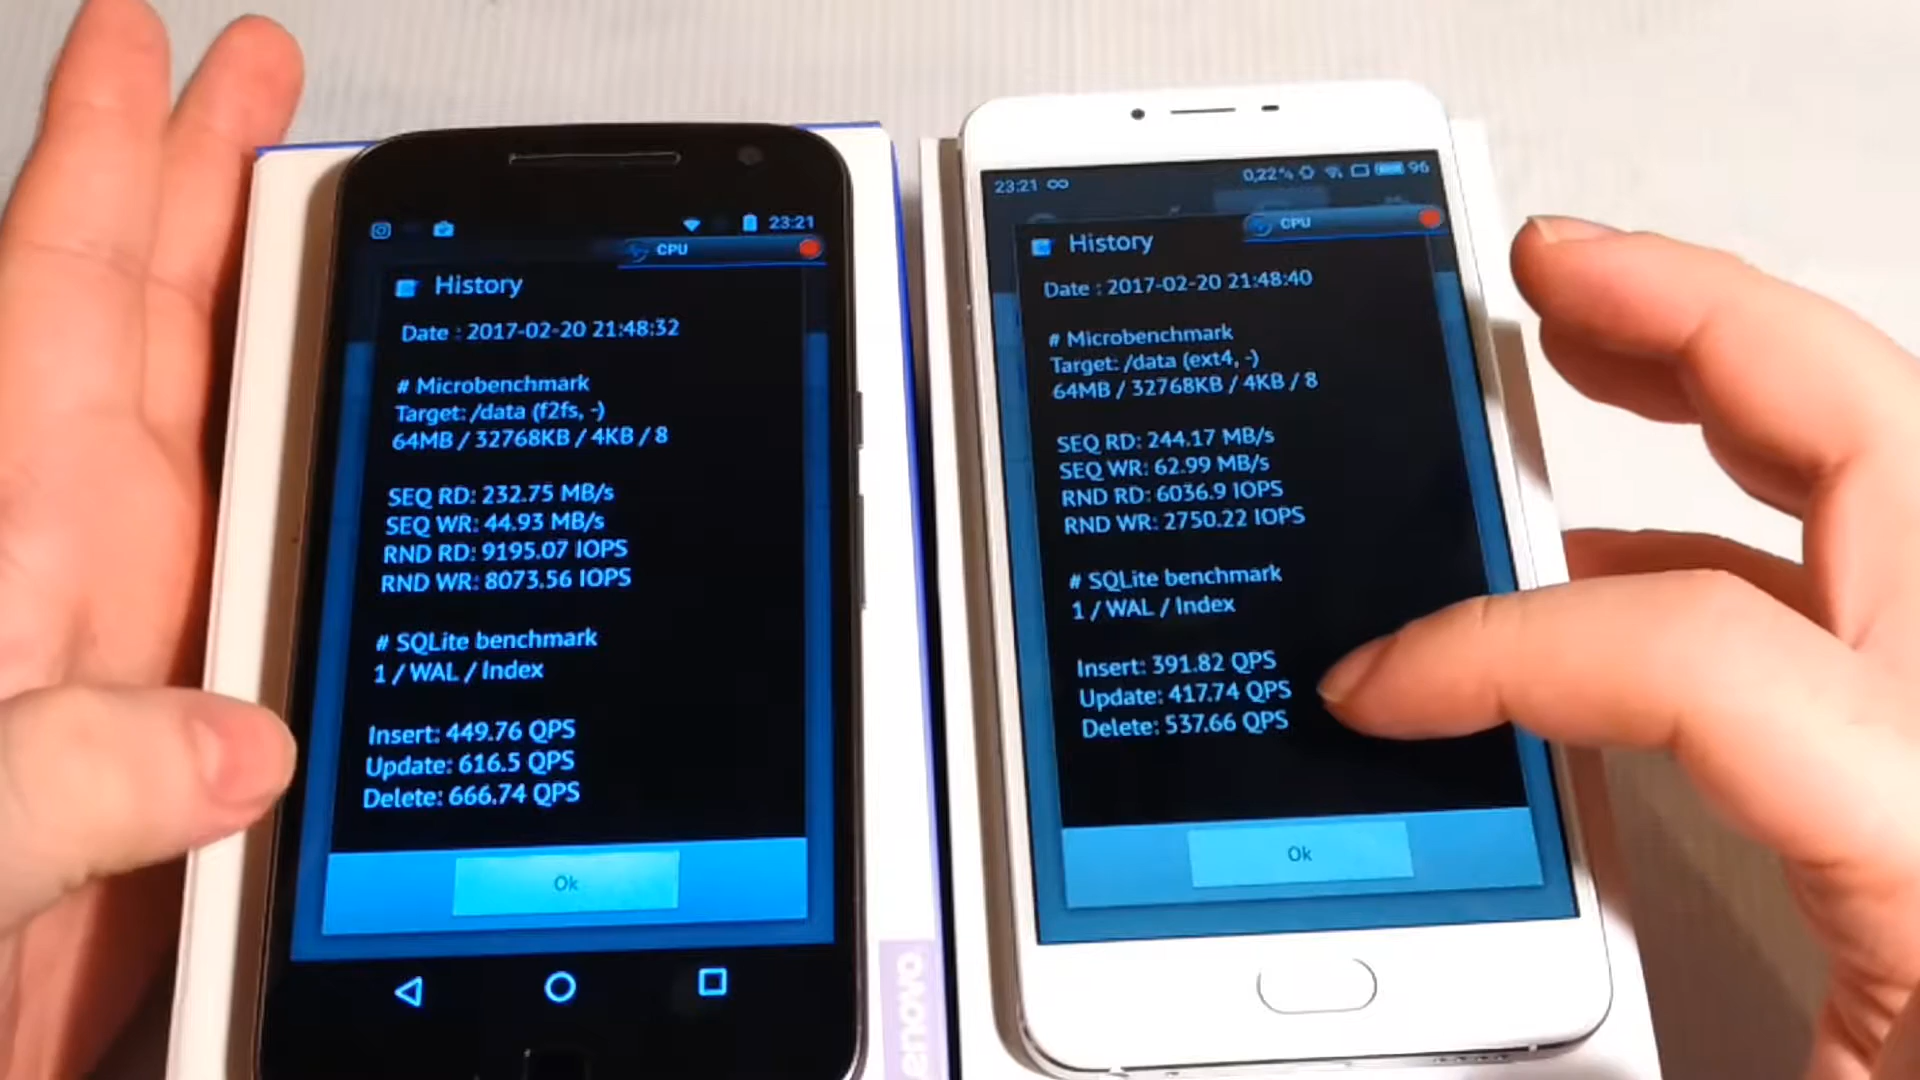 23:21
CPU
History
Date : 2017-02-20 21:48:32
# Microbenchmark
Target: /data (f2fs, -)
64MB / 32768KB / 4KB / 8
SEQ RD: 232.75 MB/s
SEQ WR: 44.93 MB/s
RND RD: 9195.07 IOPS
RND WR: 8073.56 IOPS
# SQLite benchmark
1 / WAL / Index
Insert: 449.76 QPS
Update: 616.5 QPS
Delete: 666.74 QPS
Ok
23:21 0,22% 96
CPU
History
Date : 2017-02-20 21:48:40
# Microbenchmark
Target: /data (ext4, -)
64MB / 32768KB / 4KB / 8
SEQ RD: 244.17 MB/s
SEQ WR: 62.99 MB/s
RND RD: 6036.9 IOPS
RND WR: 2750.22 IOPS
# SQLite benchmark
1 / WAL / Index
Insert: 391.82 QPS
Update: 417.74 QPS
Delete: 537.66 QPS
Ok
enovo